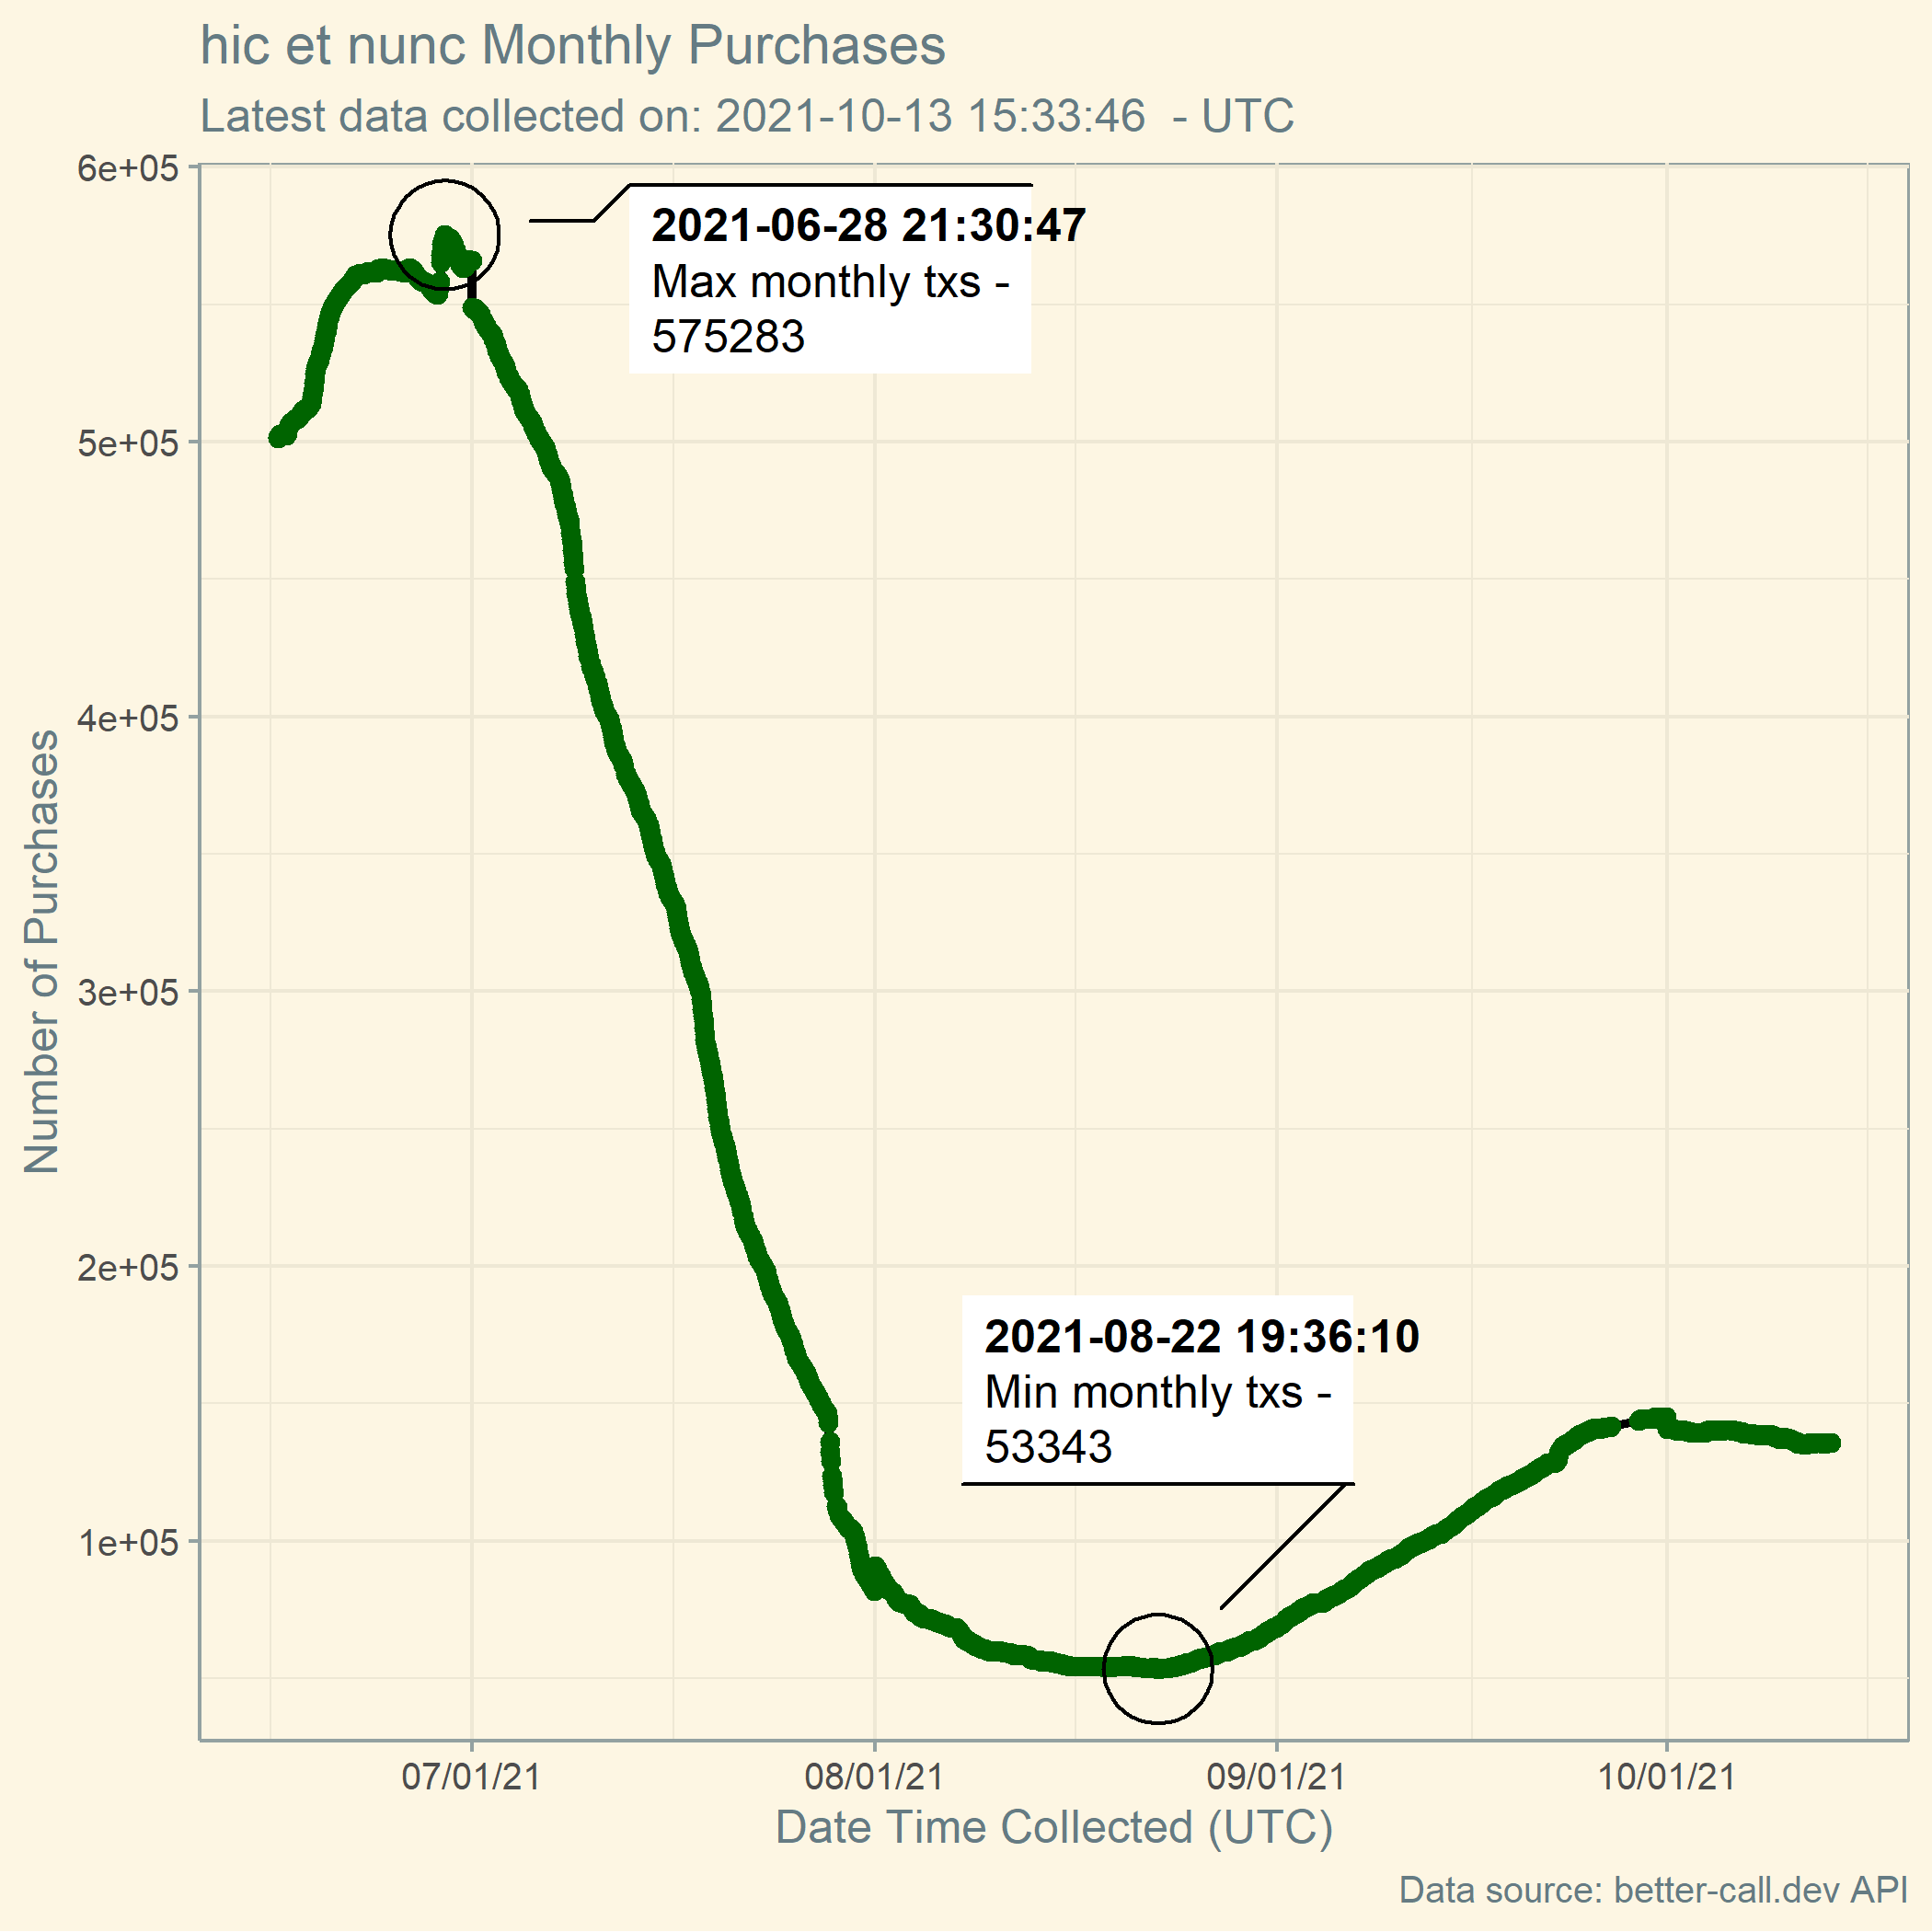 hic et nunc Monthly Purchases
Latest data collected on: 2021-10-13 15:33:46  - UTC
6e+05
5e+05
4e+05
3e+05
2e+05
1e+05
Number of Purchases
2021-06-28 21:30:47
Max monthly txs -
575283
2021-08-22 19:36:10
Min monthly txs -
53343
07/01/21
08/01/21
09/01/21
10/01/21
Date Time Collected (UTC)
Data source: better-call.dev API